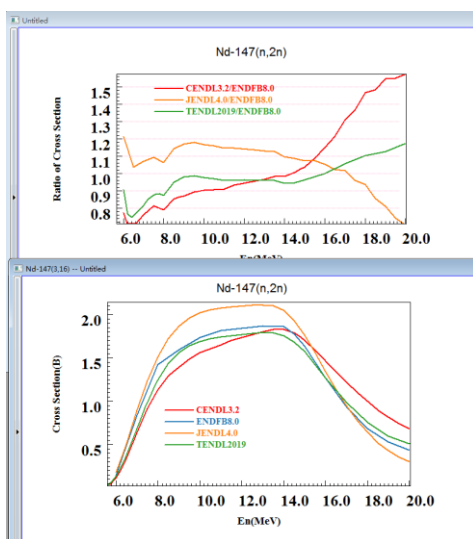 Untitled
Nd-147(n,2n)
1.5
1.4
1.2
1.1
1.0
0.9
0.8
Ratio of Cross Section
CENDL3.2/ENDFB8.0
JENDL4.0/ENDFB8.0
TENDL2019/ENDFB8.0
6.0 8.0 10.0 12.0 14.0 16.0 18.0 20.0
En(MeV)
Nd-147(3,16) -- Untitled
Nd-147(n,2n)
2.0
1.5
1.0
0.5
Cross Section(B)
CENDL3.2
ENDFB8.0
JENDL4.0
TENDL2019
6.0 8.0 10.0 12.0 14.0 16.0 18.0 20.0
En(MeV)